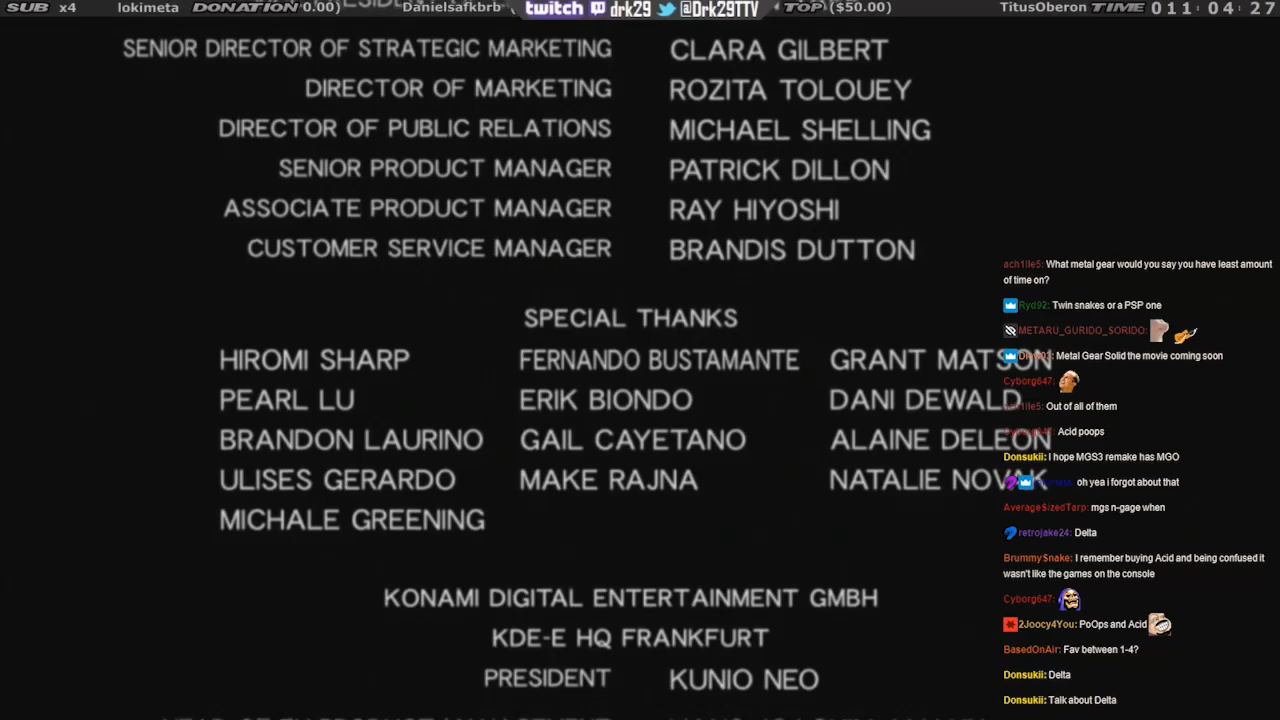 SUB x4 lokimeta DONATION 0.00) Danielsafkbrb twitch drk29 @Drk29TTV TOP ($50.00) TitusOberon TIME 011:04:27
SENIOR DIRECTOR OF STRATEGIC MARKETING CLARA GILBERT
DIRECTOR OF MARKETING ROZITA TOLOUEY
DIRECTOR OF PUBLIC RELATIONS MICHAEL SHELLING
SENIOR PRODUCT MANAGER PATRICK DILLON
ASSOCIATE PRODUCT MANAGER RAY HIYOSHI
CUSTOMER SERVICE MANAGER BRANDIS DUTTON
SPECIAL THANKS
HIROMI SHARP FERNANDO BUSTAMANTE GRANT MATSON
PEARL LU ERIK BIONDO DANI DEWALD
BRANDON LAURINO GAIL CAYETANO ALAINE DELEON
ULISES GERARDO MAKE RAJNA NATALIE NOVAK
MICHALE GREENING
KONAMI DIGITAL ENTERTAINMENT GMBH
KDE-E HQ FRANKFURT
PRESIDENT KUNIO NEO
ach1lle5: What metal gear would you say you have least amount
of time on?
Ryd92: Twin snakes or a PSP one
METARU_GURIDO_SORIDO:
Metal Gear Solid the movie coming soon
Cyborg647:
ach1lle5: Out of all of them
Acid poops
Donsukii: I hope MGS3 remake has MGO
oh yea i forgot about that
AverageSizedTarp: mgs n-gage when
retrojake24: Delta
BrummySnake: I remember buying Acid and being confused it
wasn't like the games on the console
Cyborg647:
2Joocy4You: PoOps and Acid
BasedOnAir: Fav between 1-4?
Donsukii: Delta
Donsukii: Talk about Delta